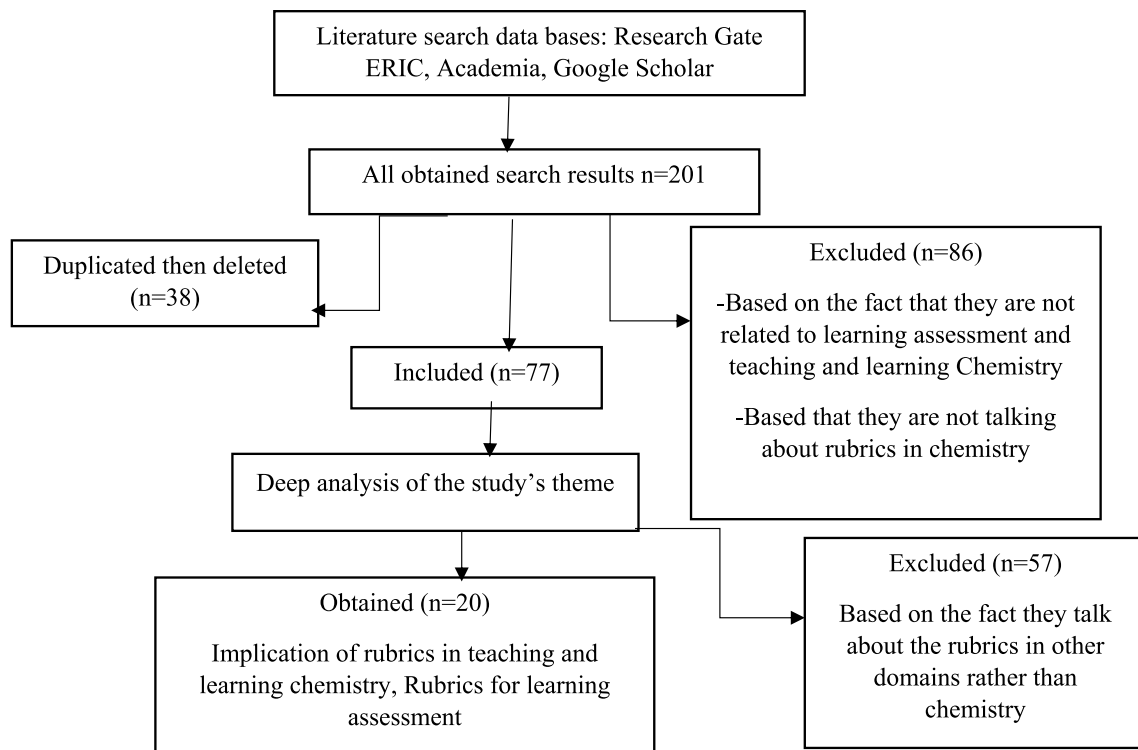 Literature search data bases: Research Gate
ERIC, Academia, Google Scholar
All obtained search results n=201
Duplicated then deleted
(n=38)
Excluded (n=86)
-Based on the fact that they are not
related to learning assessment and
teaching and learning Chemistry
-Based that they are not talking
about rubrics in chemistry
Included (n=77)
Deep analysis of the study’s theme
Excluded (n=57)
Based on the fact they talk
about the rubrics in other
domains rather than
chemistry
Obtained (n=20)
Implication of rubrics in teaching and
learning chemistry, Rubrics for learning
assessment